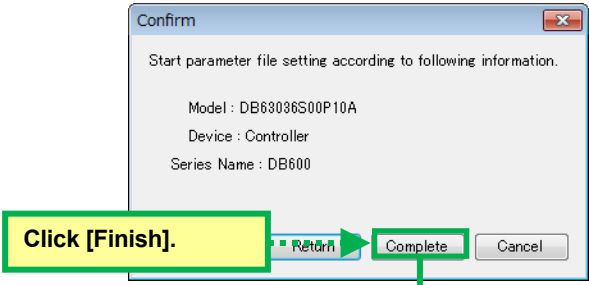 Confirm
Start parameter file setting according to following information.
Model : DB63036S00P10A
Device : Controller
Series Name : DB600
Click [Finish].
Return Complete Cancel